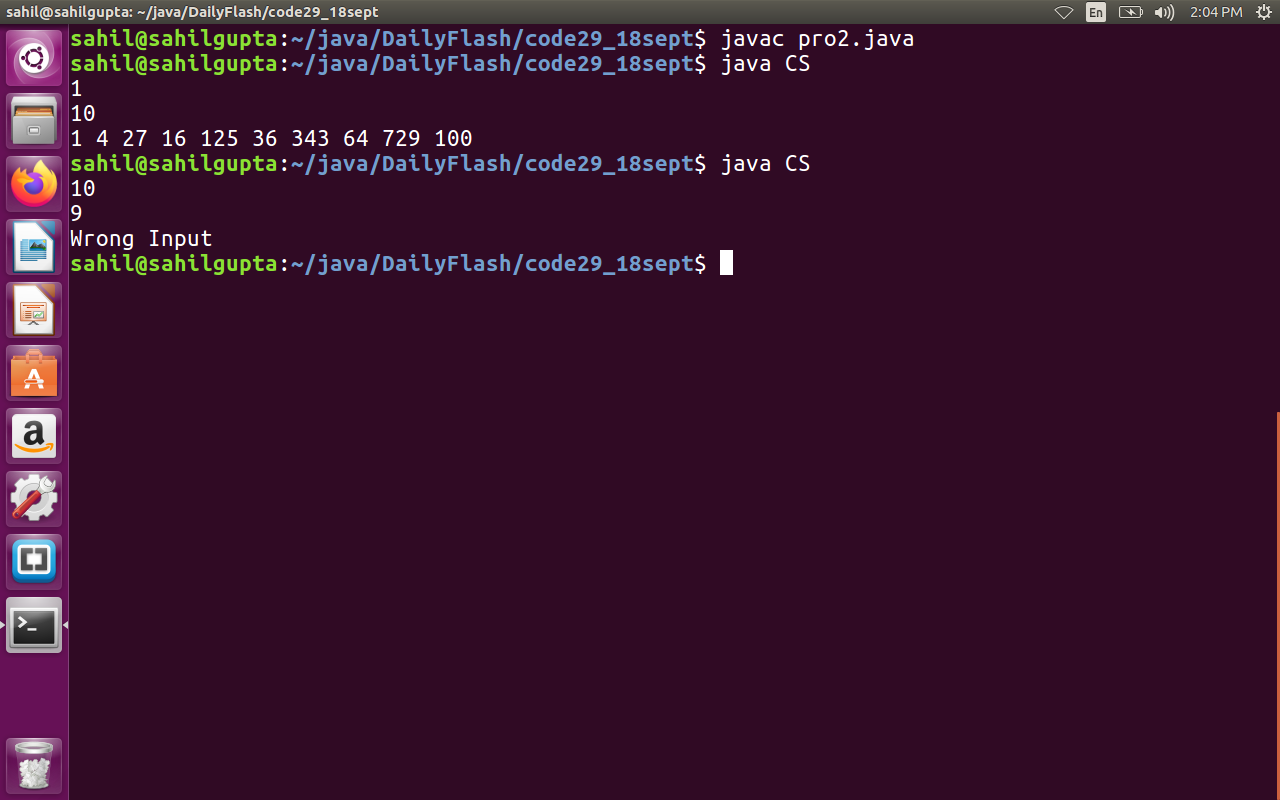 sahil@sahilgupta: ~/java/DailyFlash/code29_18sept En 2:04 PM
sahil@sahilgupta:~/java/DailyFlash/code29_18sept$ javac pro2.java
sahil@sahilgupta:~/java/DailyFlash/code29_18sept$ java CS
1
10
1 4 27 16 125 36 343 64 729 100
sahil@sahilgupta:~/java/DailyFlash/code29_18sept$ java CS
10
9
Wrong Input
sahil@sahilgupta:~/java/DailyFlash/code29_18sept$